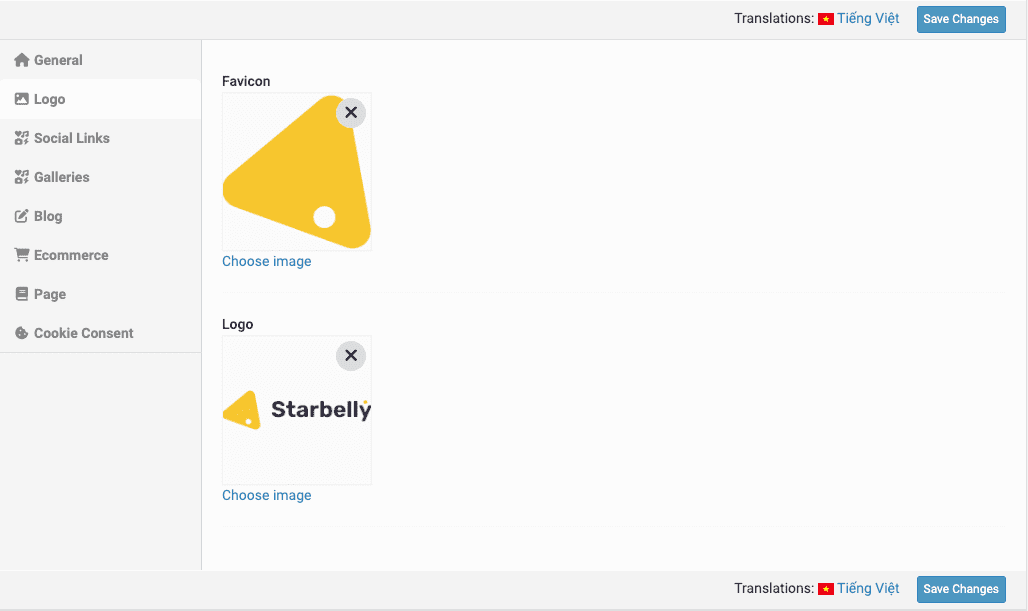 Translations: Tiếng Việt Save Changes
General
Logo
Social Links
Galleries
Blog
Ecommerce
Page
Cookie Consent
Favicon
Choose image
Logo
Starbelly
Choose image
Translations: Tiếng Việt Save Changes